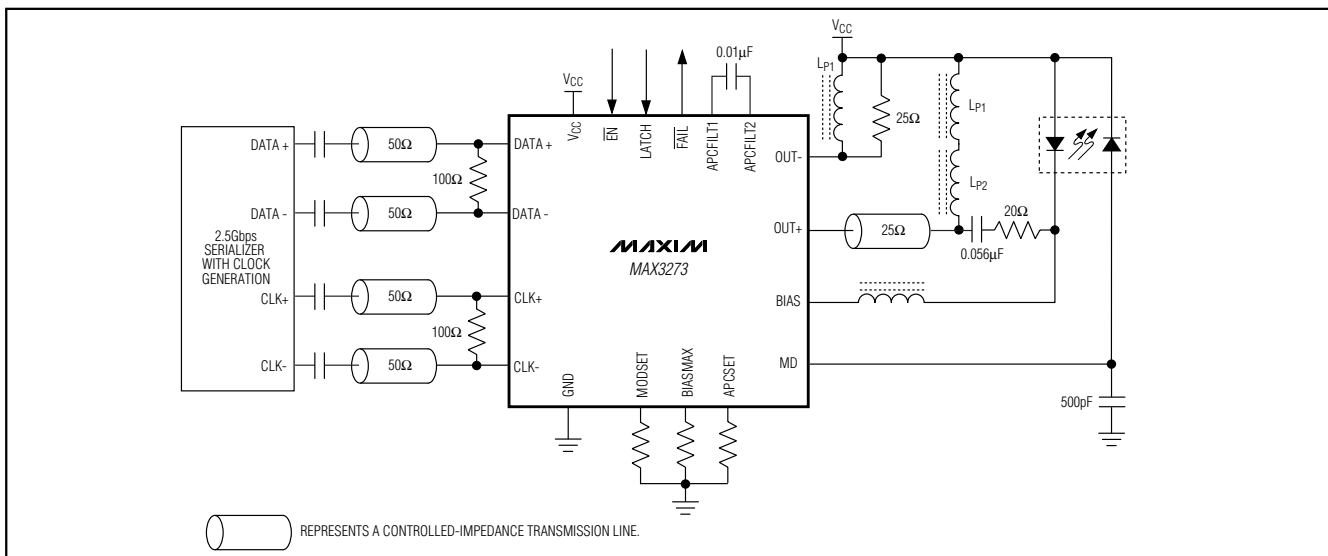 2.5Gbps
SERIALIZER
WITH CLOCK
GENERATION
DATA +
DATA -
CLK+
CLK-
50Ω
50Ω
50Ω
50Ω
100Ω
100Ω
VCC
VCC
EN
LATCH
FAIL
APCFILT1
APCFILT2
0.01µF
DATA +
DATA -
CLK+
CLK-
MAXIM
MAX3273
GND
MODSET
BIASMAX
APCSET
OUT-
OUT+
BIAS
MD
VCC
LP1
25Ω
LP1
LP2
25Ω
0.056µF
20Ω
500pF
REPRESENTS A CONTROLLED-IMPEDANCE TRANSMISSION LINE.